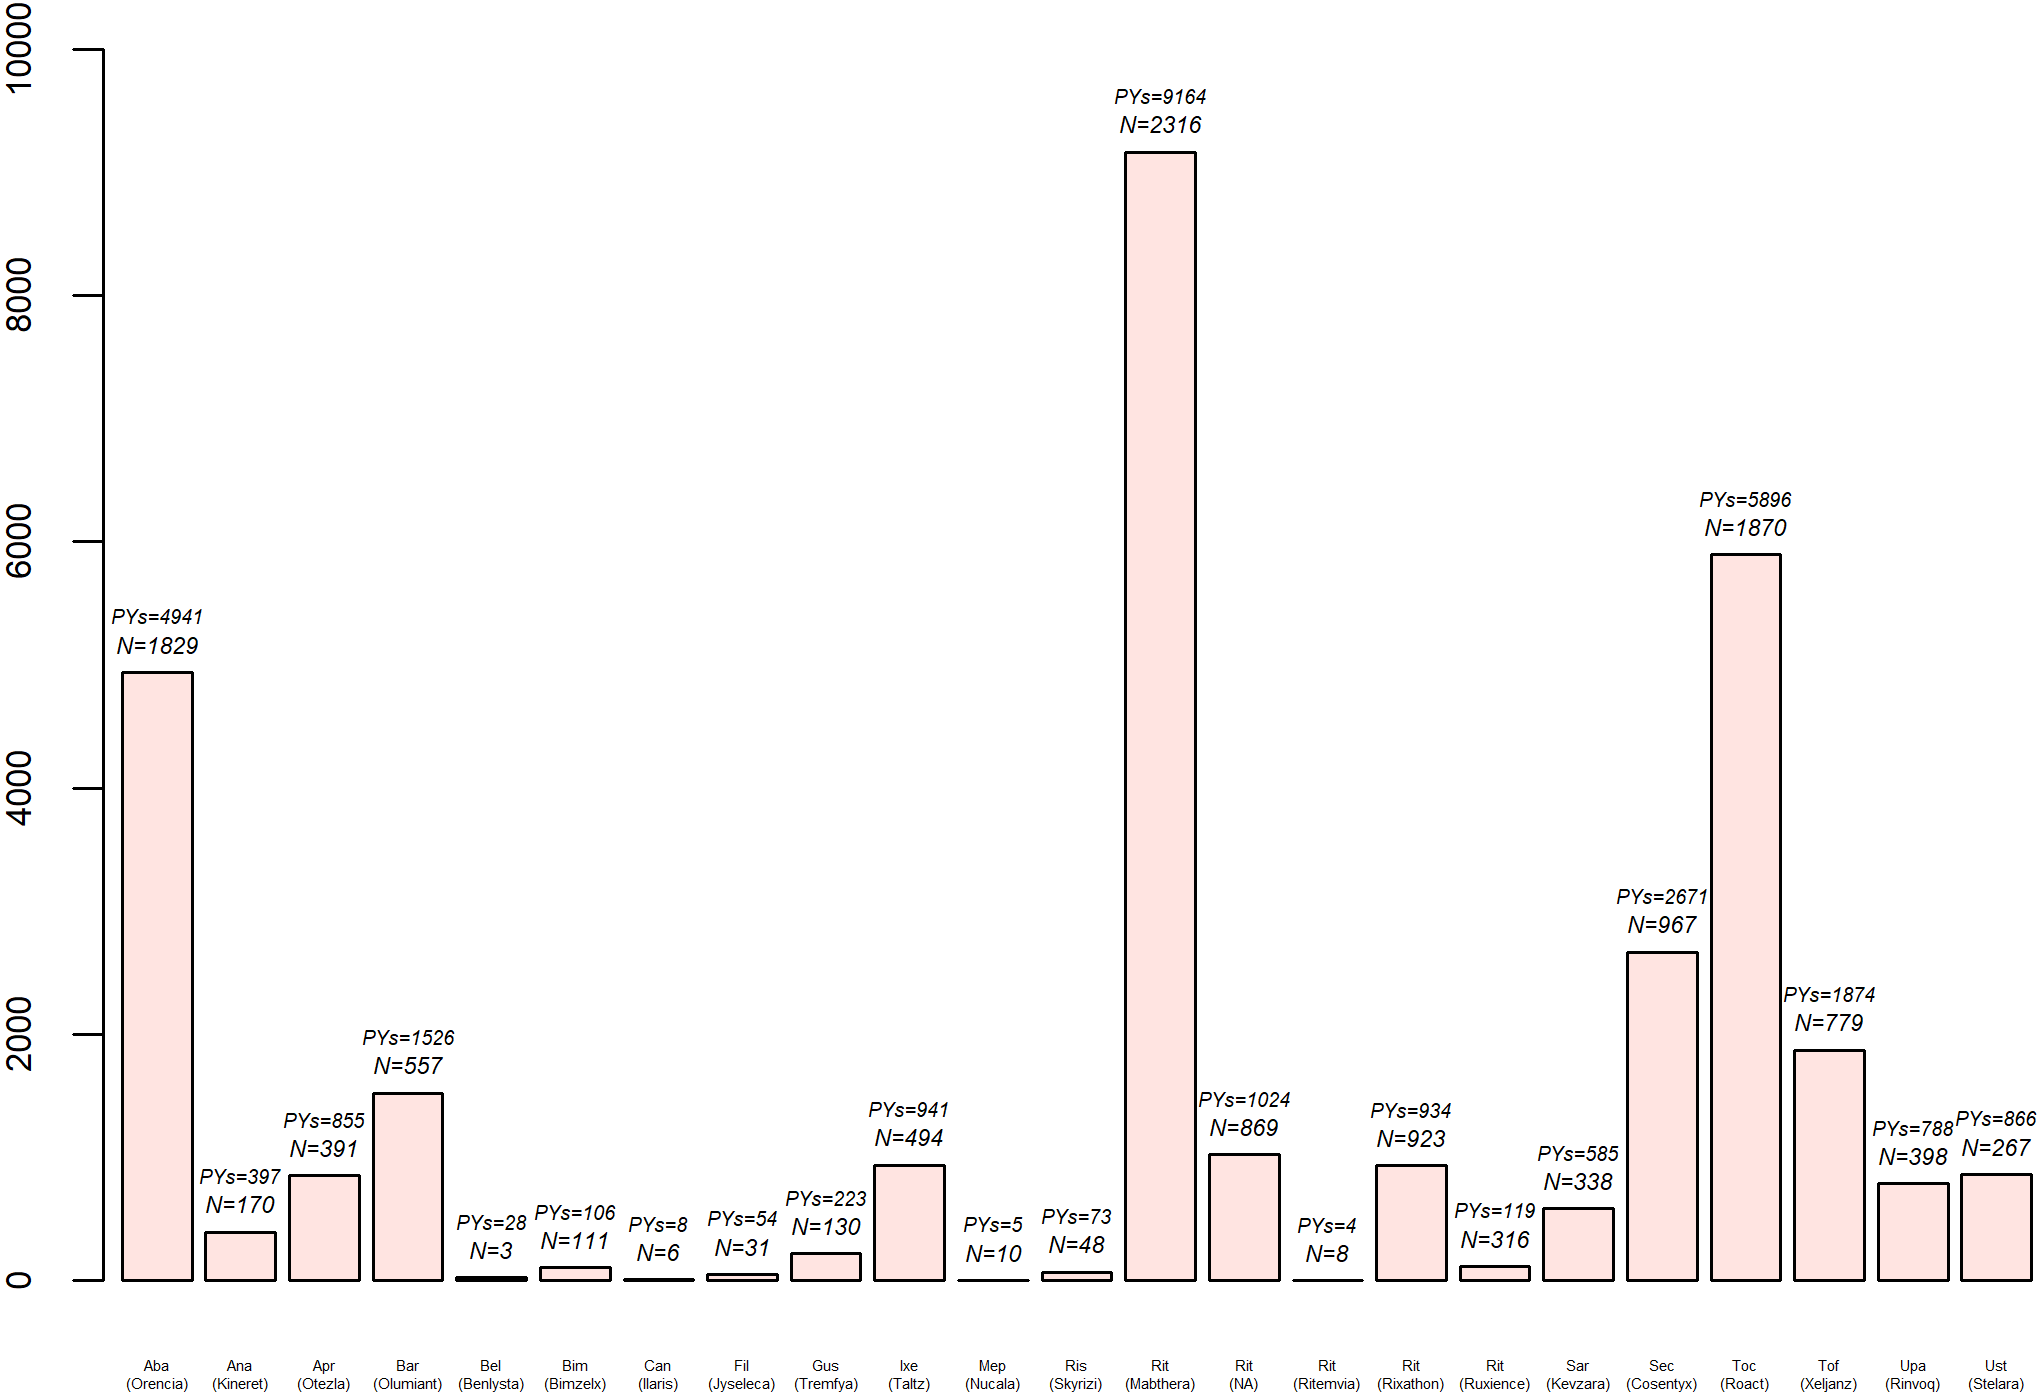 10000
8000
6000
4000
2000
0
PYs=4941
N=1829
PYs=397
N=170
PYs=855
N=391
PYs=1526
N=557
PYs=28
N=3
PYs=106
N=111
PYs=8
N=6
PYs=54
N=31
PYs=223
N=130
PYs=941
N=494
PYs=5
N=10
PYs=73
N=48
PYs=9164
N=2316
PYs=1024
N=869
PYs=4
N=8
PYs=934
N=923
PYs=119
N=316
PYs=585
N=338
PYs=2671
N=967
PYs=5896
N=1870
PYs=1874
N=779
PYs=788
N=398
PYs=866
N=267
Aba
(Orencia)
Ana
(Kineret)
Apr
(Otezla)
Bar
(Olumiant)
Bel
(Benlysta)
Bim
(Bimzelx)
Can
(Ilaris)
Fil
(Jyseleca)
Gus
(Tremfya)
Ixe
(Taltz)
Mep
(Nucala)
Ris
(Skyrizi)
Rit
(Mabthera)
Rit
(NA)
Rit
(Ritemvia)
Rit
(Rixathon)
Rit
(Ruxience)
Sar
(Kevzara)
Sec
(Cosentyx)
Toc
(Roact)
Tof
(Xeljanz)
Upa
(Rinvoq)
Ust
(Stelara)